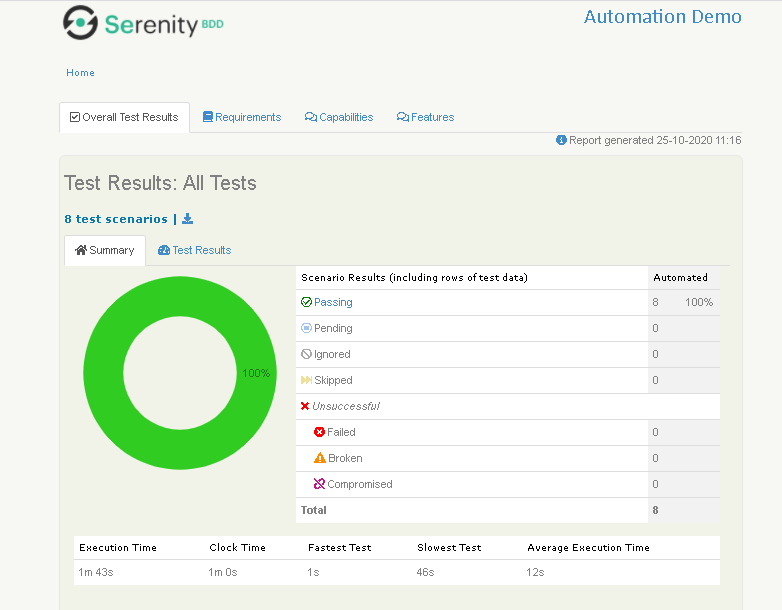 Serenity BDD
Automation Demo
Home
Overall Test Results Requirements Capabilities Features
Report generated 25-10-2020 11:16
Test Results: All Tests
8 test scenarios |
Summary Test Results
100%
Scenario Results (including rows of test data) Automated
Passing 8 100%
Pending 0
Ignored 0
Skipped 0
Unsuccessful
Failed 0
Broken 0
Compromised 0
Total 8
Execution Time Clock Time Fastest Test Slowest Test Average Execution Time
1m 43s 1m 0s 1s 46s 12s